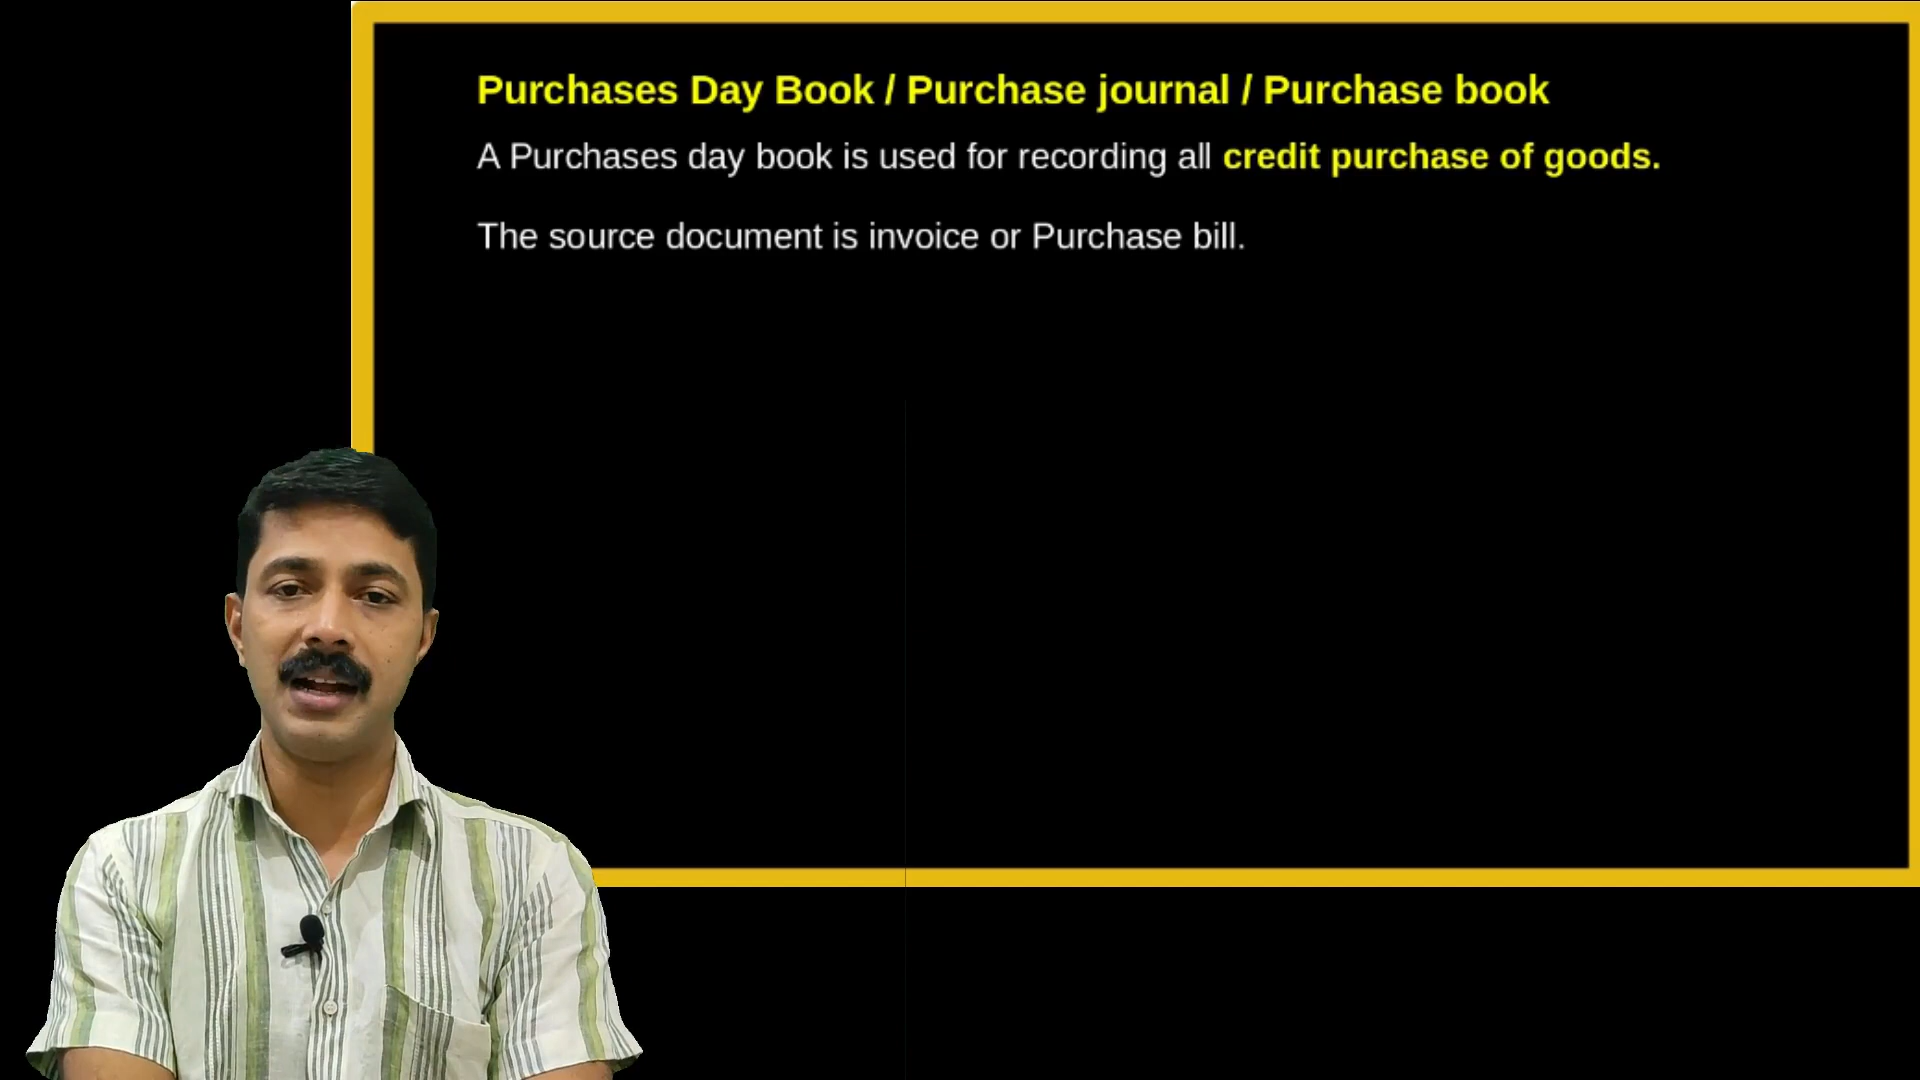 Purchases Day Book / Purchase journal / Purchase book
A Purchases day book is used for recording all credit purchase of goods.
The source document is invoice or Purchase bill.